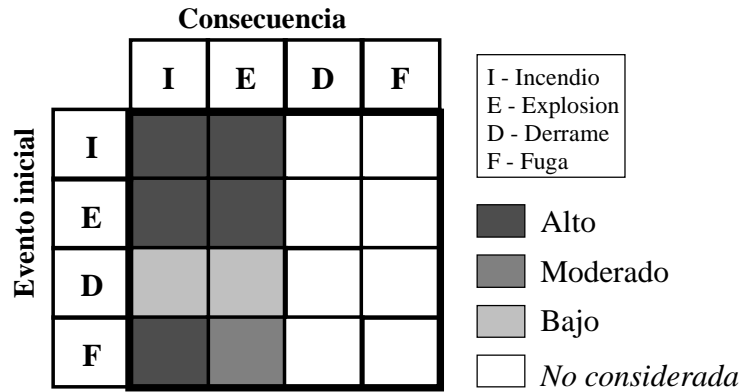 Consecuencia
I E D F
Evento inicial
I
E
D
F
I - Incendio
E - Explosion
D - Derrame
F - Fuga
Alto
Moderado
Bajo
No considerada